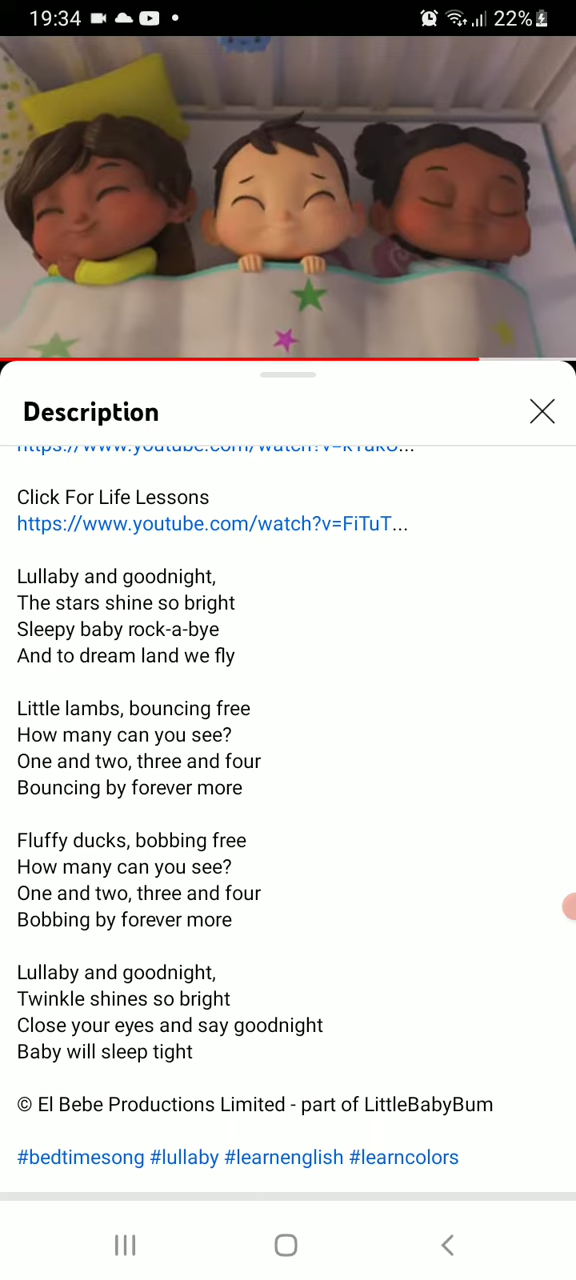 19:34
22%
Description
Click For Life Lessons
https://www.youtube.com/watch?v=FiTuT...
Lullaby and goodnight,
The stars shine so bright
Sleepy baby rock-a-bye
And to dream land we fly
Little lambs, bouncing free
How many can you see?
One and two, three and four
Bouncing by forever more
Fluffy ducks, bobbing free
How many can you see?
One and two, three and four
Bobbing by forever more
Lullaby and goodnight,
Twinkle shines so bright
Close your eyes and say goodnight
Baby will sleep tight
© El Bebe Productions Limited - part of LittleBabyBum
#bedtimesong #lullaby #learnenglish #learncolors